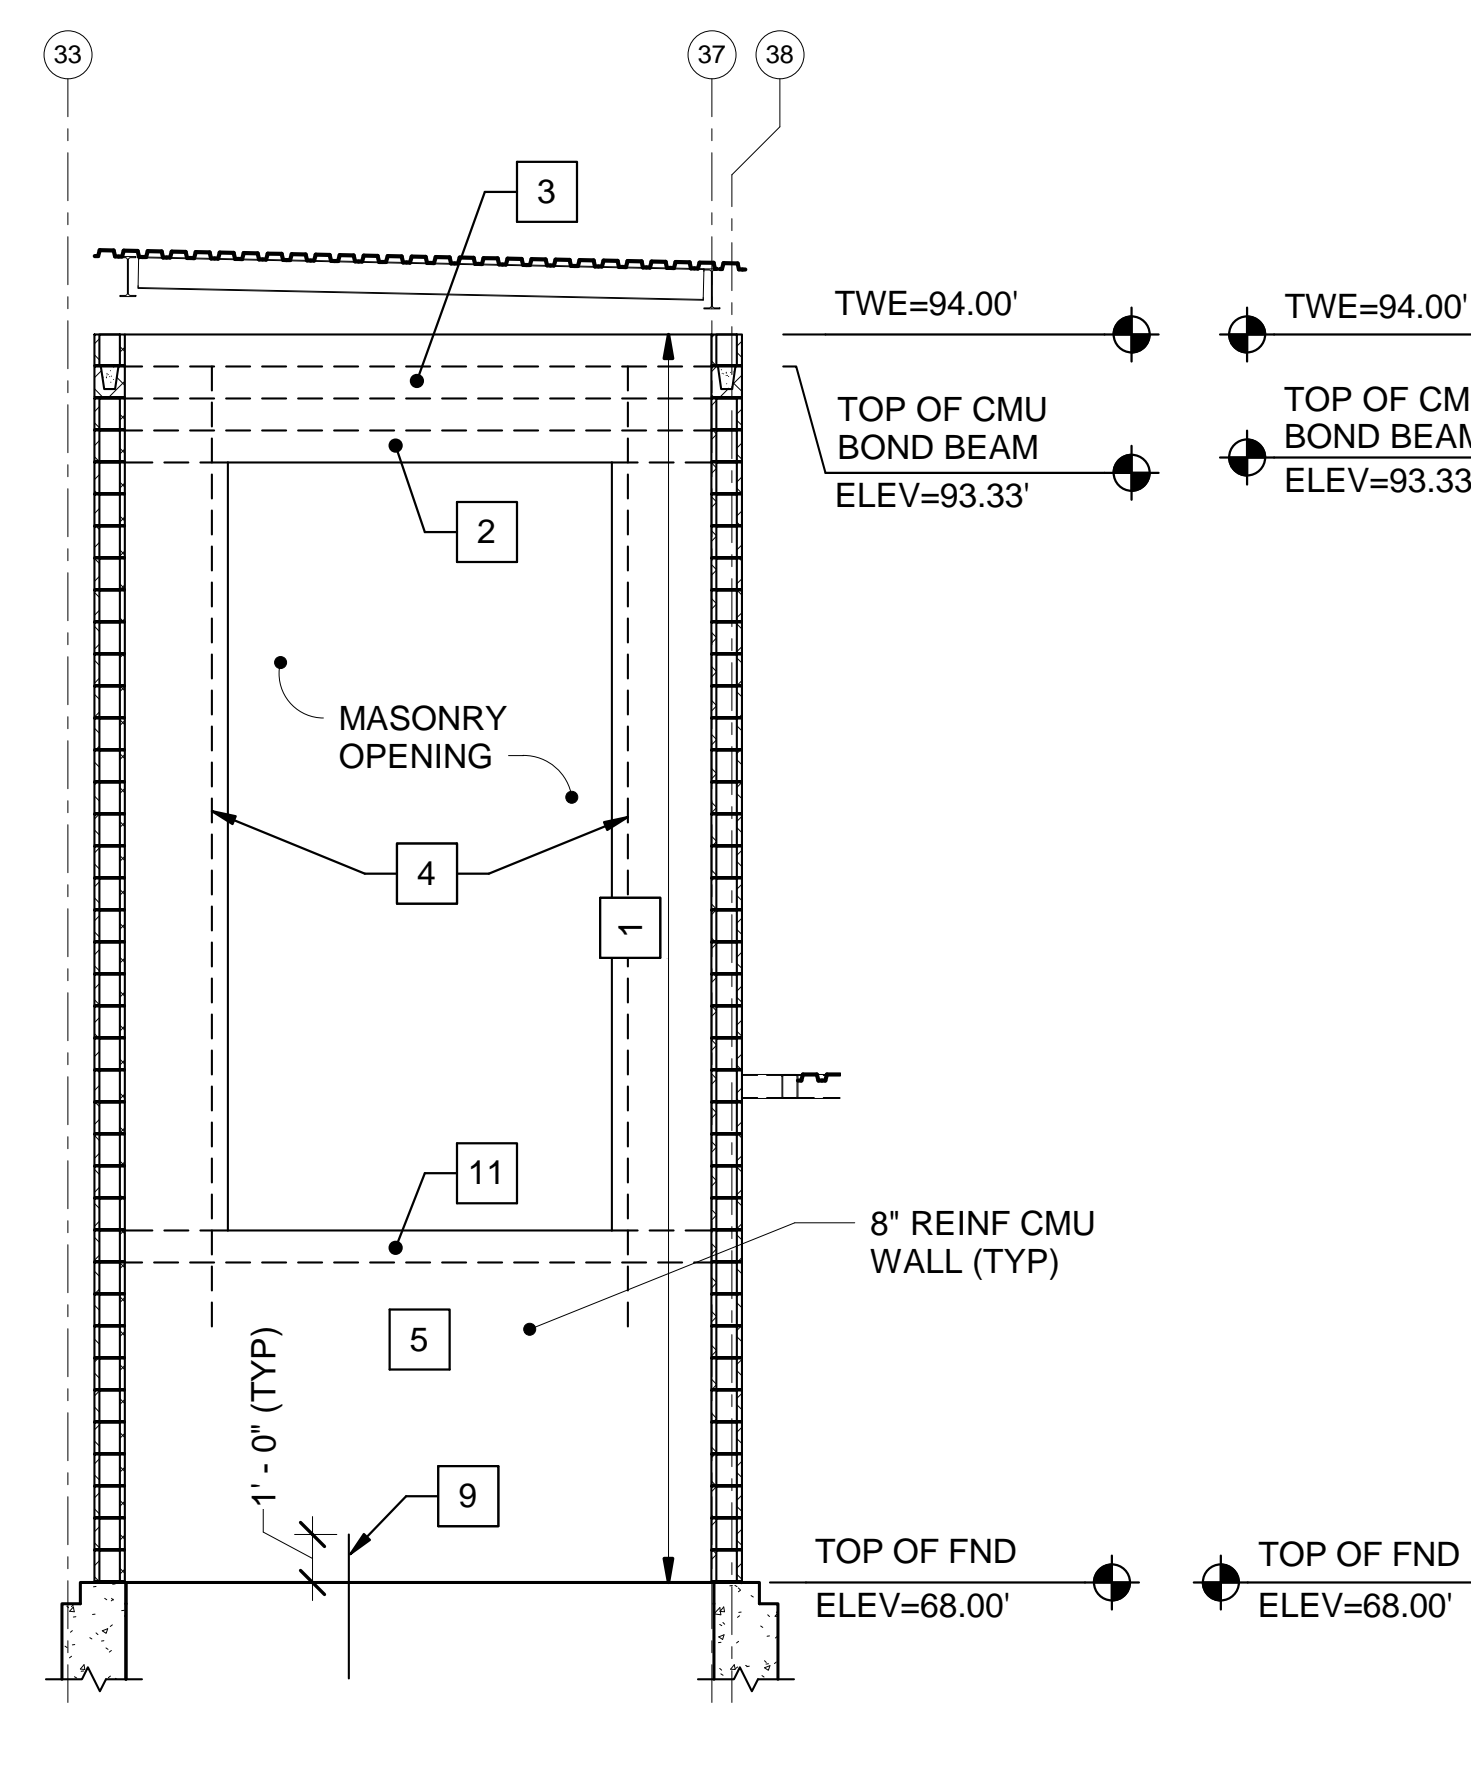 33
37
38
3
TWE=94.00'
TWE=94.00'
TOP OF CMU
BOND BEAM
ELEV=93.33'
TOP OF CM
BOND BEAM
ELEV=93.33
2
MASONRY
OPENING
4
1
11
8" REINF CMU
WALL (TYP)
5
1' - 0" (TYP)
9
TOP OF FND
ELEV=68.00'
TOP OF FND
ELEV=68.00'